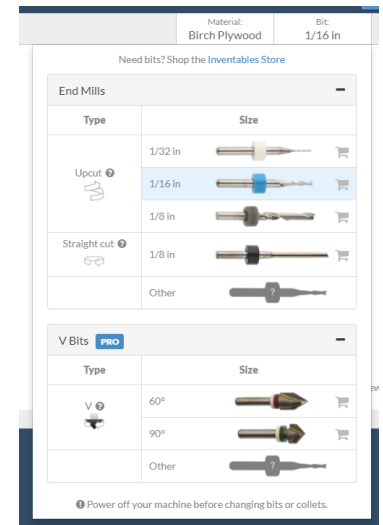 Material: Bit:
Birch Plywood 1/16 in
Need bits? Shop the Inventables Store
End Mills
Type Size
Upcut ?
1/32 in
1/16 in
1/8 in
Straight cut ?
1/8 in
Other ?
V Bits PRO
Type Size
V ?
60°
90°
Other ?
Power off your machine before changing bits or collets.